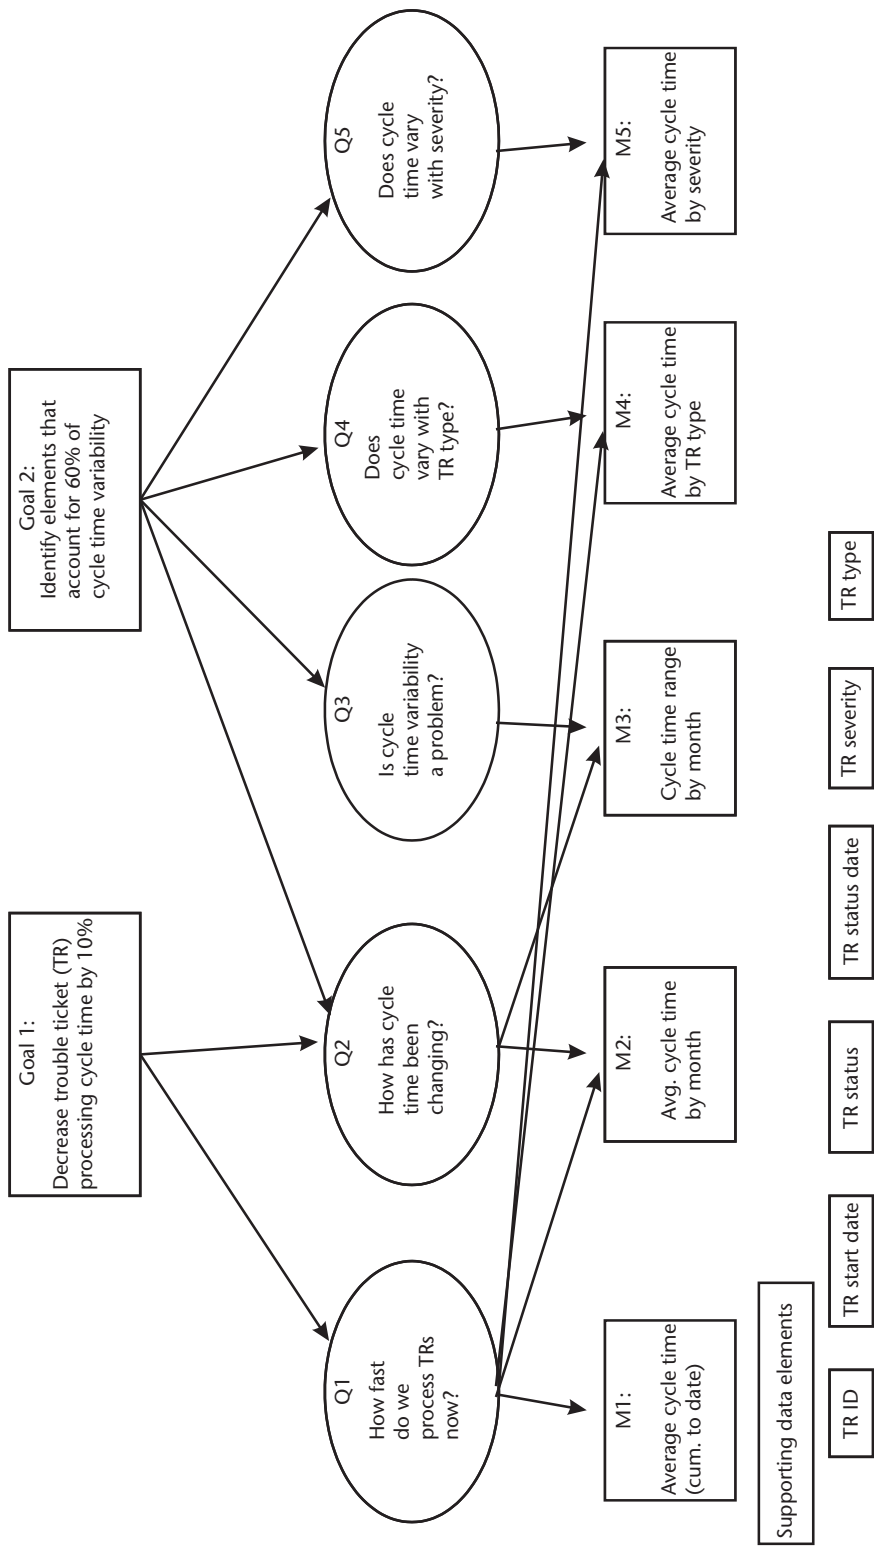 Goal 1:
Decrease trouble ticket (TR)
processing cycle time by 10%
Goal 2:
Identify elements that
account for 60% of
cycle time variability
Q1
How fast
do we
process TRs
now?
Q2
How has cycle
time been
changing?
Q3
Is cycle
time variability
a problem?
Q4
Does
cycle time
vary with
TR type?
Q5
Does cycle
time vary
with severity?
M1:
Average cycle time
(cum. to date)
M2:
Avg. cycle time
by month
M3:
Cycle time range
by month
M4:
Average cycle time
by TR type
M5:
Average cycle time
by severity
Supporting data elements
TR ID
TR start date
TR status
TR status date
TR severity
TR type